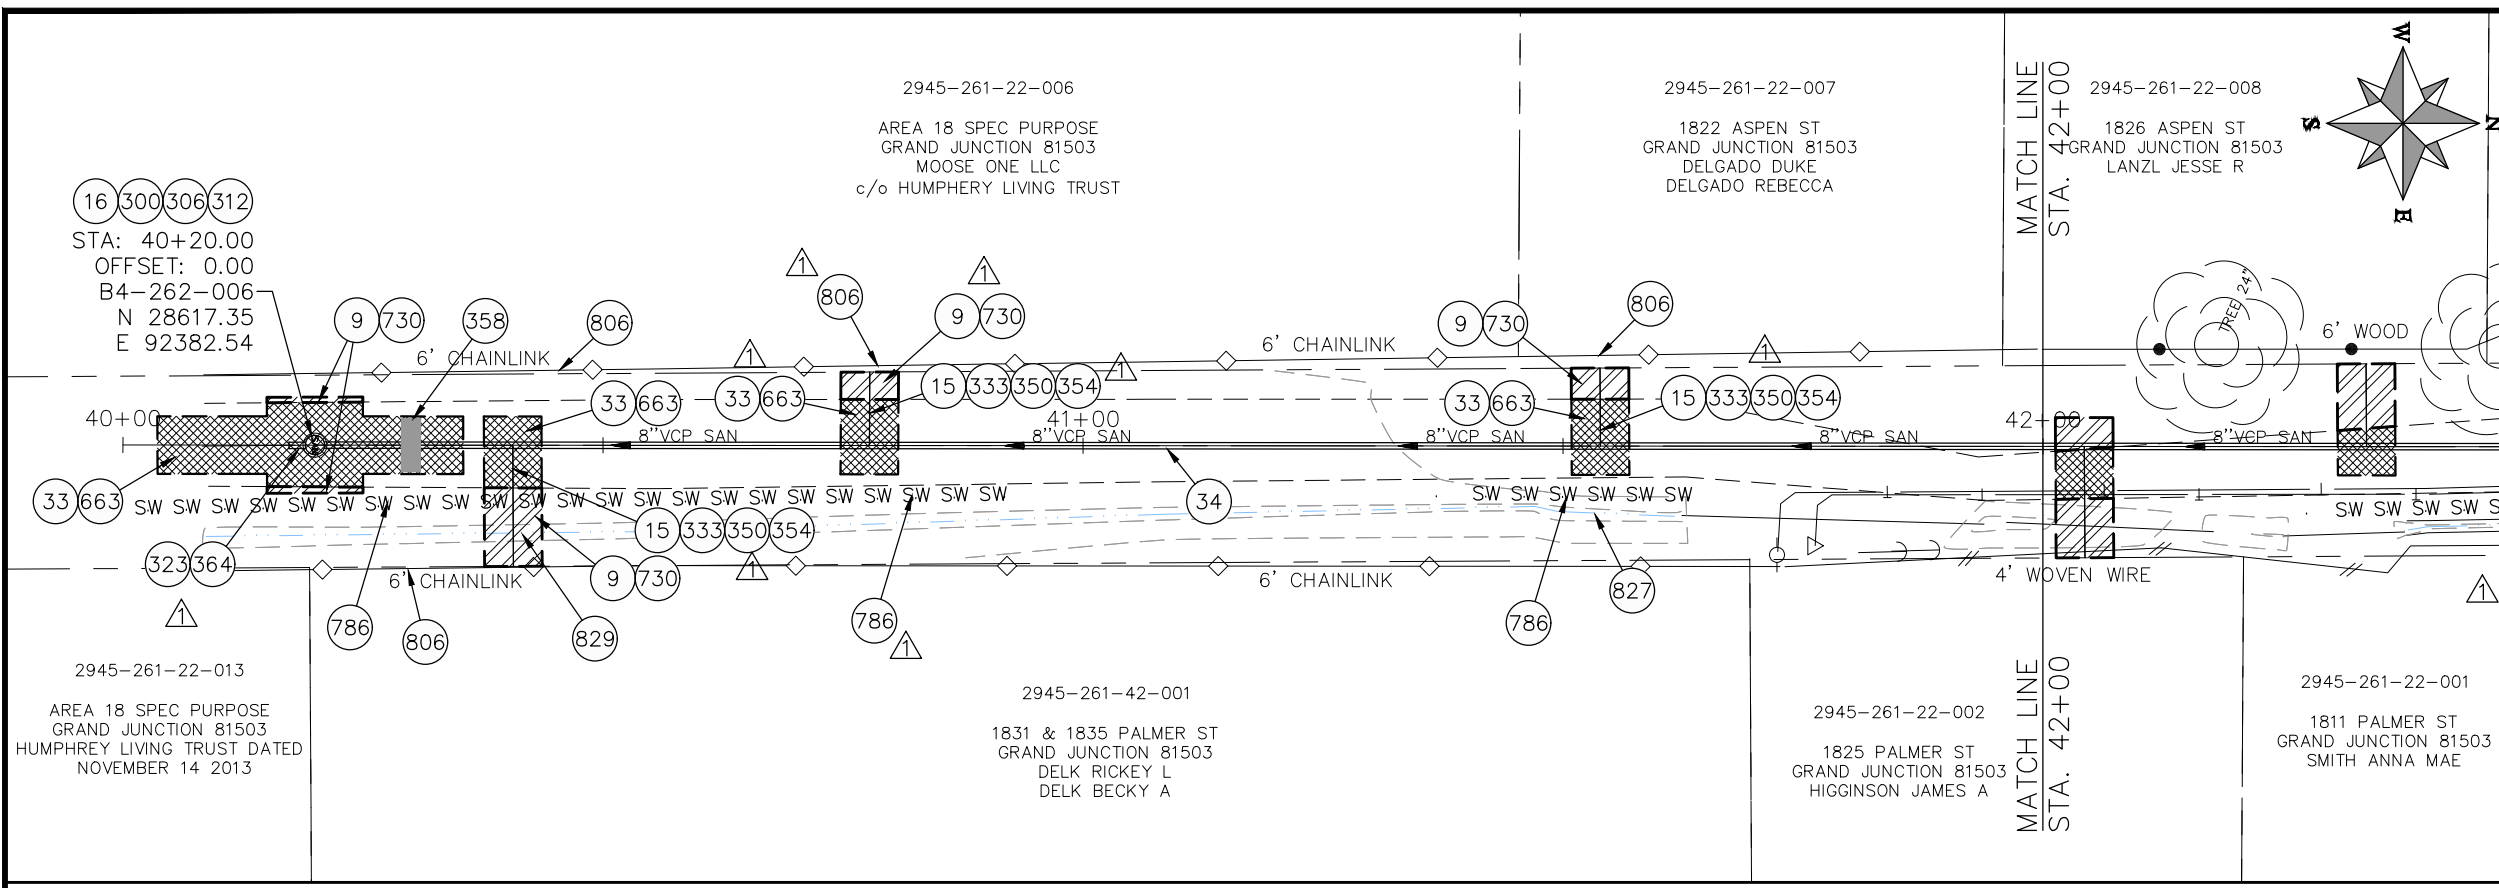 2945-261-22-006
AREA 18 SPEC PURPOSE
GRAND JUNCTION 81503
MOOSE ONE LLC
c/o HUMPHERY LIVING TRUST
2945-261-22-007
1822 ASPEN ST
GRAND JUNCTION 81503
DELGADO DUKE
DELGADO REBECCA
MATCH LINE
STA. 42+00
2945-261-22-008
1826 ASPEN ST
GRAND JUNCTION 81503
LANZL JESSE R
W
S
N
E
16 300 306 312
STA: 40+20.00
OFFSET: 0.00
B4-262-006
N 28617.35
E 92382.54
9 730
358
806
1
806
1
9 730
9 730
806
TREE 24"
6' WOOD
6' CHAINLINK
1
6' CHAINLINK
1
1
33 663
33 663
15 333 350 354
33 663
15 333 350 354
40+00
41+00
42+00
8"VCP SAN
8"VCP SAN
8"VCP SAN
8"VCP SAN
8"VCP SAN
33 663
SW SW SW SW SW SW SW SW SW SW SW SW SW SW SW SW SW SW SW SW SW SW SW
34
SW SW SW SW SW SW
SW SW SW SW S
15 333 350 354
323 364
6' CHAINLINK
9 730
1
6' CHAINLINK
827
4' WOVEN WIRE
1
1
786
806
829
786
1
786
2945-261-22-013
AREA 18 SPEC PURPOSE
GRAND JUNCTION 81503
HUMPHREY LIVING TRUST DATED
NOVEMBER 14 2013
2945-261-42-001
1831 & 1835 PALMER ST
GRAND JUNCTION 81503
DELK RICKEY L
DELK BECKY A
2945-261-22-002
1825 PALMER ST
GRAND JUNCTION 81503
HIGGINSON JAMES A
MATCH LINE
STA. 42+00
2945-261-22-001
1811 PALMER ST
GRAND JUNCTION 81503
SMITH ANNA MAE